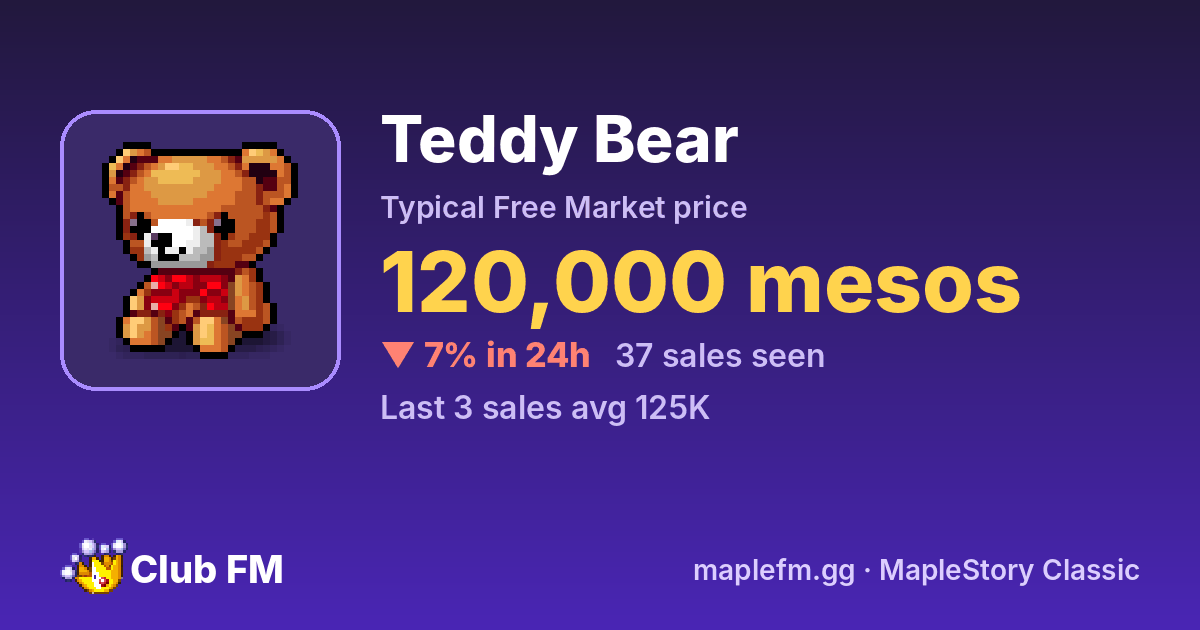 Teddy Bear
Typical Free Market price
120,000 mesos
▼ 7% in 24h 37 sales seen
Last 3 sales avg 125K
Club FM
maplefm.gg · MapleStory Classic